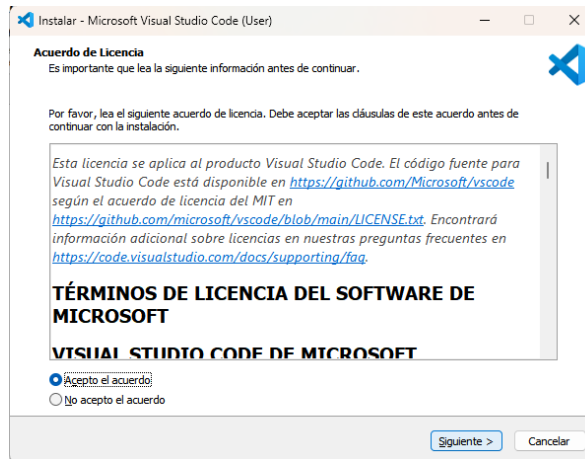 Instalar - Microsoft Visual Studio Code (User)
Acuerdo de Licencia
Es importante que lea la siguiente información antes de continuar.
Por favor, lea el siguiente acuerdo de licencia. Debe aceptar las cláusulas de este acuerdo antes de
continuar con la instalación.
Esta licencia se aplica al producto Visual Studio Code. El código fuente para
Visual Studio Code está disponible en https://github.com/Microsoft/vscode
según el acuerdo de licencia del MIT en
https://github.com/microsoft/vscode/blob/main/LICENSE.txt. Encontrará
información adicional sobre licencias en nuestras preguntas frecuentes en
https://code.visualstudio.com/docs/supporting/faq.
TÉRMINOS DE LICENCIA DEL SOFTWARE DE
MICROSOFT
VISUAL STUDIO CODE DE MICROSOFT
Acepto el acuerdo
No acepto el acuerdo
Siguiente >
Cancelar